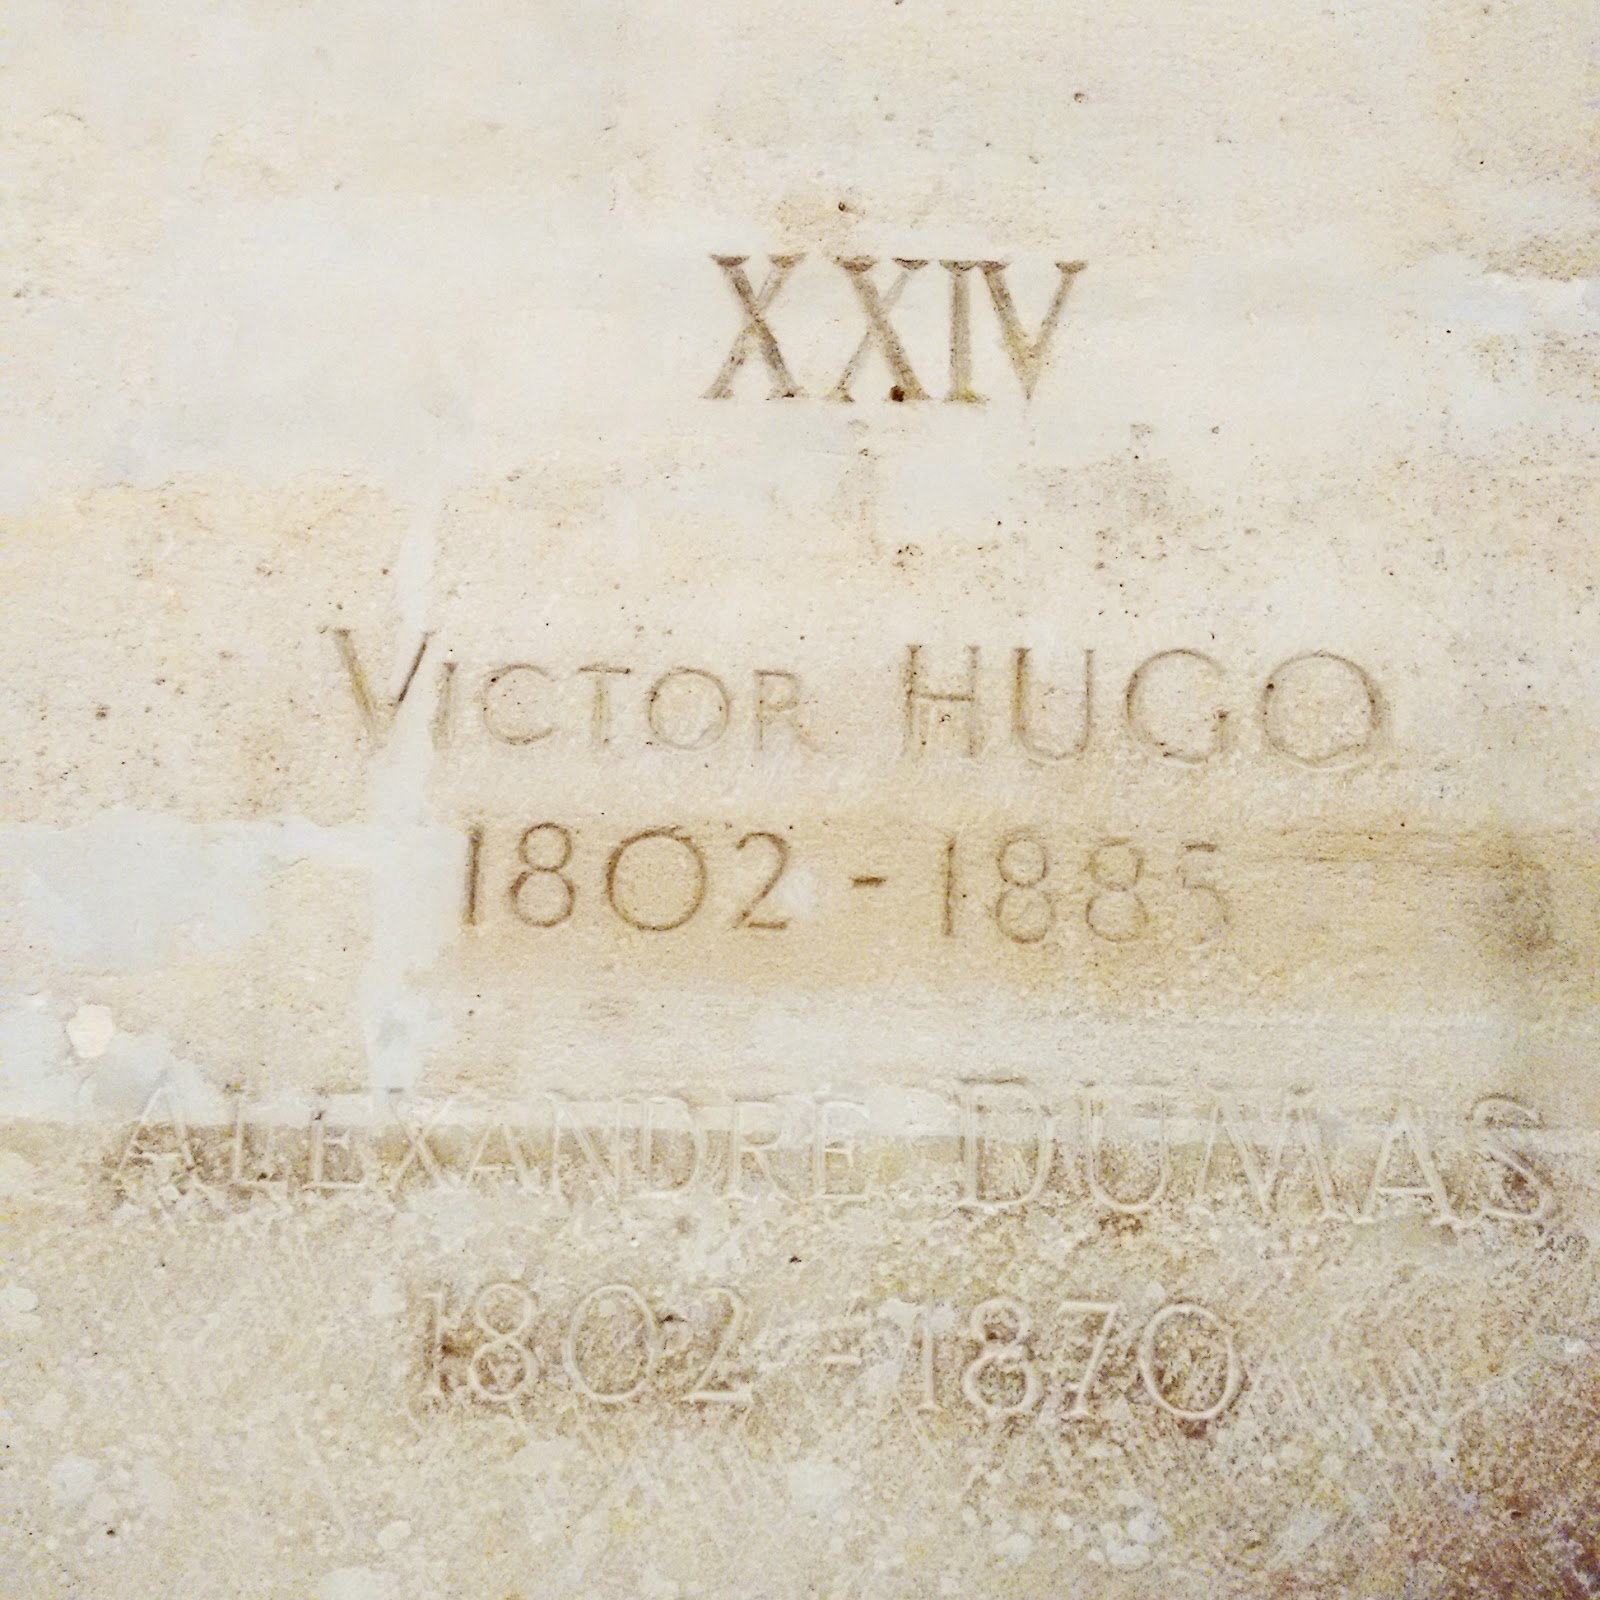 XXIV
VICTOR HUGO
1802 - 1885
ALEXANDRE DUMAS
1802 - 1870